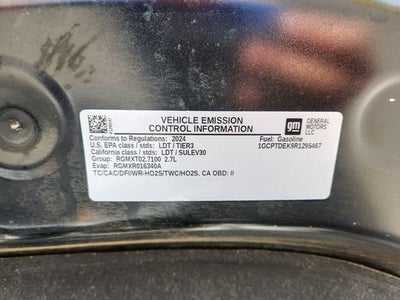 VEHICLE EMISSION
CONTROL INFORMATION
gm
GENERAL
MOTORS
LLC
Conforms to Regulations: 2024
Fuel: Gasoline
U.S. EPA class / stds: LDT / TIER3
1GCPTDEK9R1295467
California class / stds: LDT / SULEV30
Group: RGMXT02.7100 2.7L
Evap: RGMXR016340A
TC/CAC/DFI/WR-HO2S/TWC/HO2S, CA OBD: II